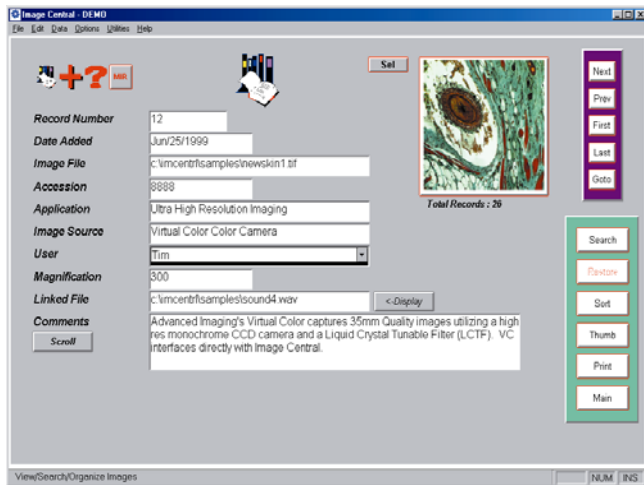 Image Central - DEMO
File Edit Data Options Utilities Help
MIR
Sel
Next
Prev
First
Last
Goto
Record Number 12
Date Added Jun/25/1999
Image File c:\imcentrl\samples\newskin1.tif
Accession 8888
Total Records : 26
Application Ultra High Resolution Imaging
Image Source Virtual Color Color Camera
User Tim
Magnification 300
Linked File c:\imcentrl\samples\sound4.wav <-Display
Comments Advanced Imaging's Virtual Color captures 35mm Quality images utilizing a high
Scroll res monochrome CCD camera and a Liquid Crystal Tunable Filter (LCTF). VC
interfaces directly with Image Central.
Search
Restore
Sort
Thumb
Print
Main
View/Search/Organize Images NUM INS